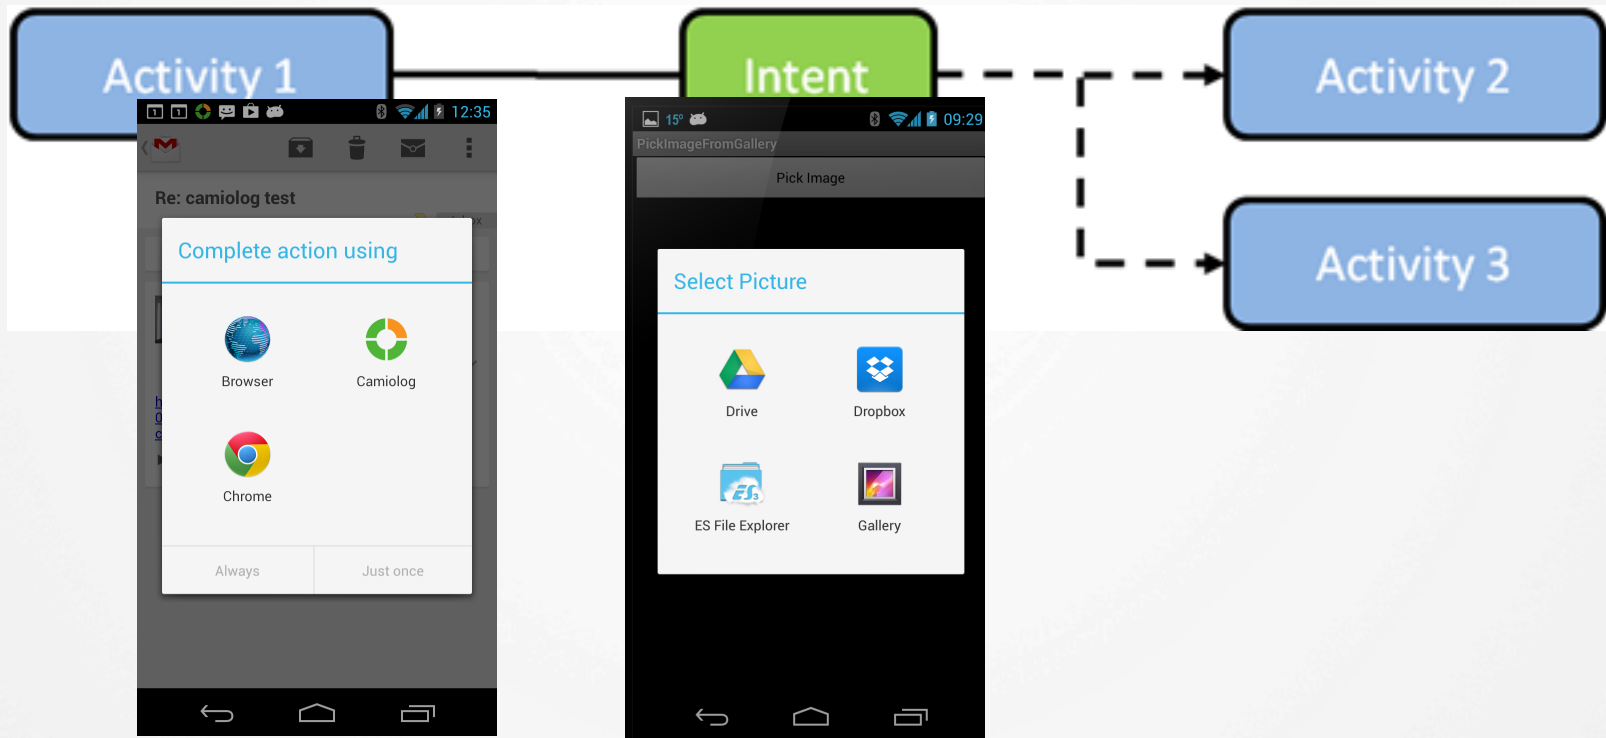 Activity 1
Intent
Activity 2
Activity 3
12:35
Re: camiolog test
Complete action using
Browser
Camiolog
Chrome
Always
Just once
15°
09:29
PickImageFromGallery
Pick Image
Select Picture
Drive
Dropbox
ES File Explorer
Gallery